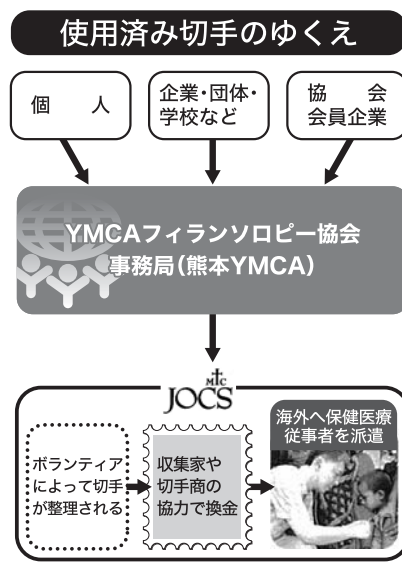 使用済み切手のゆくえ
個　人
企業・団体・
学校など
協　会
会員企業
YMCAフィランソロピー協会
事務局(熊本YMCA)
MTC
JOCS
ボランティア
によって切手
が整理される
収集家や
切手商の
協力で換金
海外へ保健医療
従事者を派遣